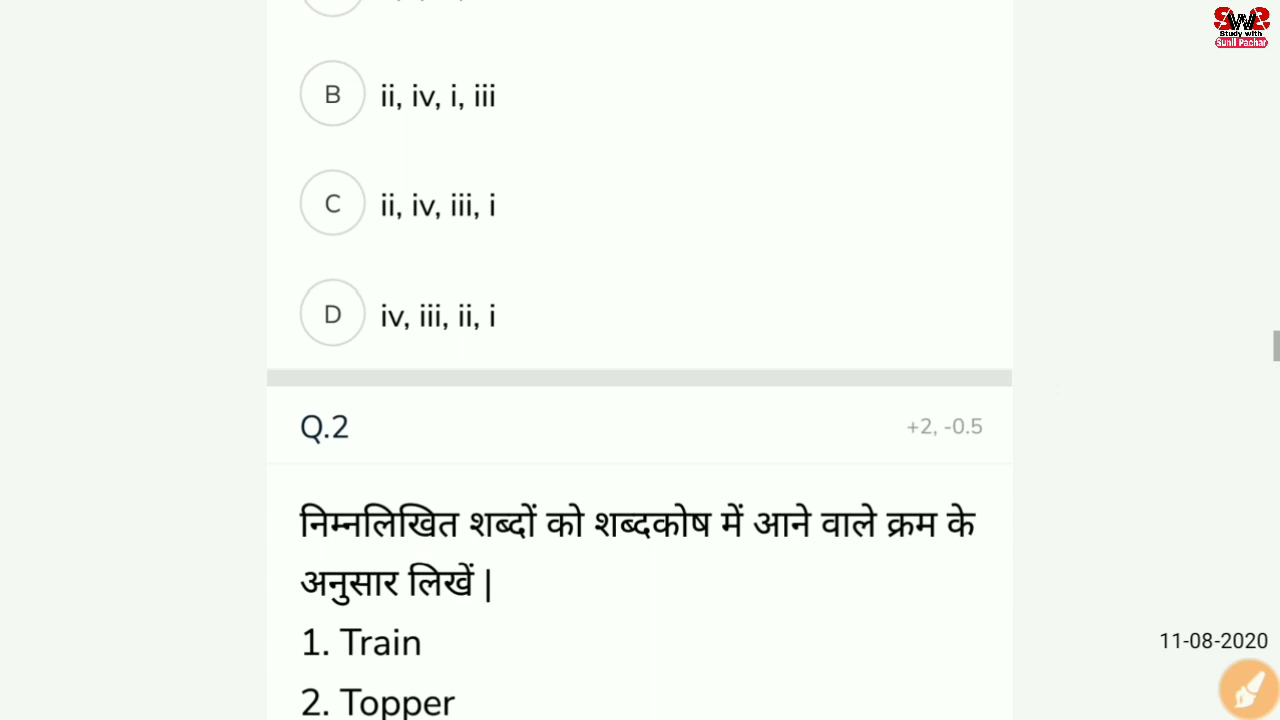 SWS
Study with
Sunil Pachar
B ii, iv, i, iii
C ii, iv, iii, i
D iv, iii, ii, i
Q.2 +2, -0.5
निम्नलिखित शब्दों को शब्दकोष में आने वाले क्रम के
अनुसार लिखें |
1. Train
2. Topper
11-08-2020